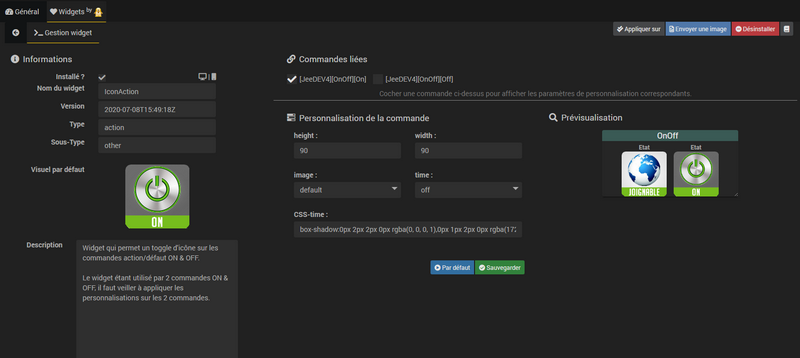 Général
Widgets by
Gestion widget
Appliquer sur
Envoyer une image
Désinstaller
Informations
Installé ?
|
Nom du widget
IconAction
Version
2020-07-08T15:49:18Z
Type
action
Sous-Type
other
Visuel par défaut
ON
Description
Widget qui permet un toggle d'icône sur les
commandes action/défaut ON & OFF.
Le widget étant utilisé par 2 commandes ON &
OFF, il faut veiller à appliquer les
personnalisations sur les 2 commandes.
Commandes liées
[JeeDEV4][OnOff][On]
[JeeDEV4][OnOff][Off]
Cocher une commande ci-dessus pour afficher les paramètres de personnalisation correspondants.
Personnalisation de la commande
height :
width :
90
90
image :
time :
default
off
CSS-time :
box-shadow:0px 2px 2px 0px rgba(0, 0, 0, 1),0px 1px 2px 0px rgba(172
Par défaut
Sauvegarder
Prévisualisation
OnOff
Etat
Etat
JOIGNABLE
ON